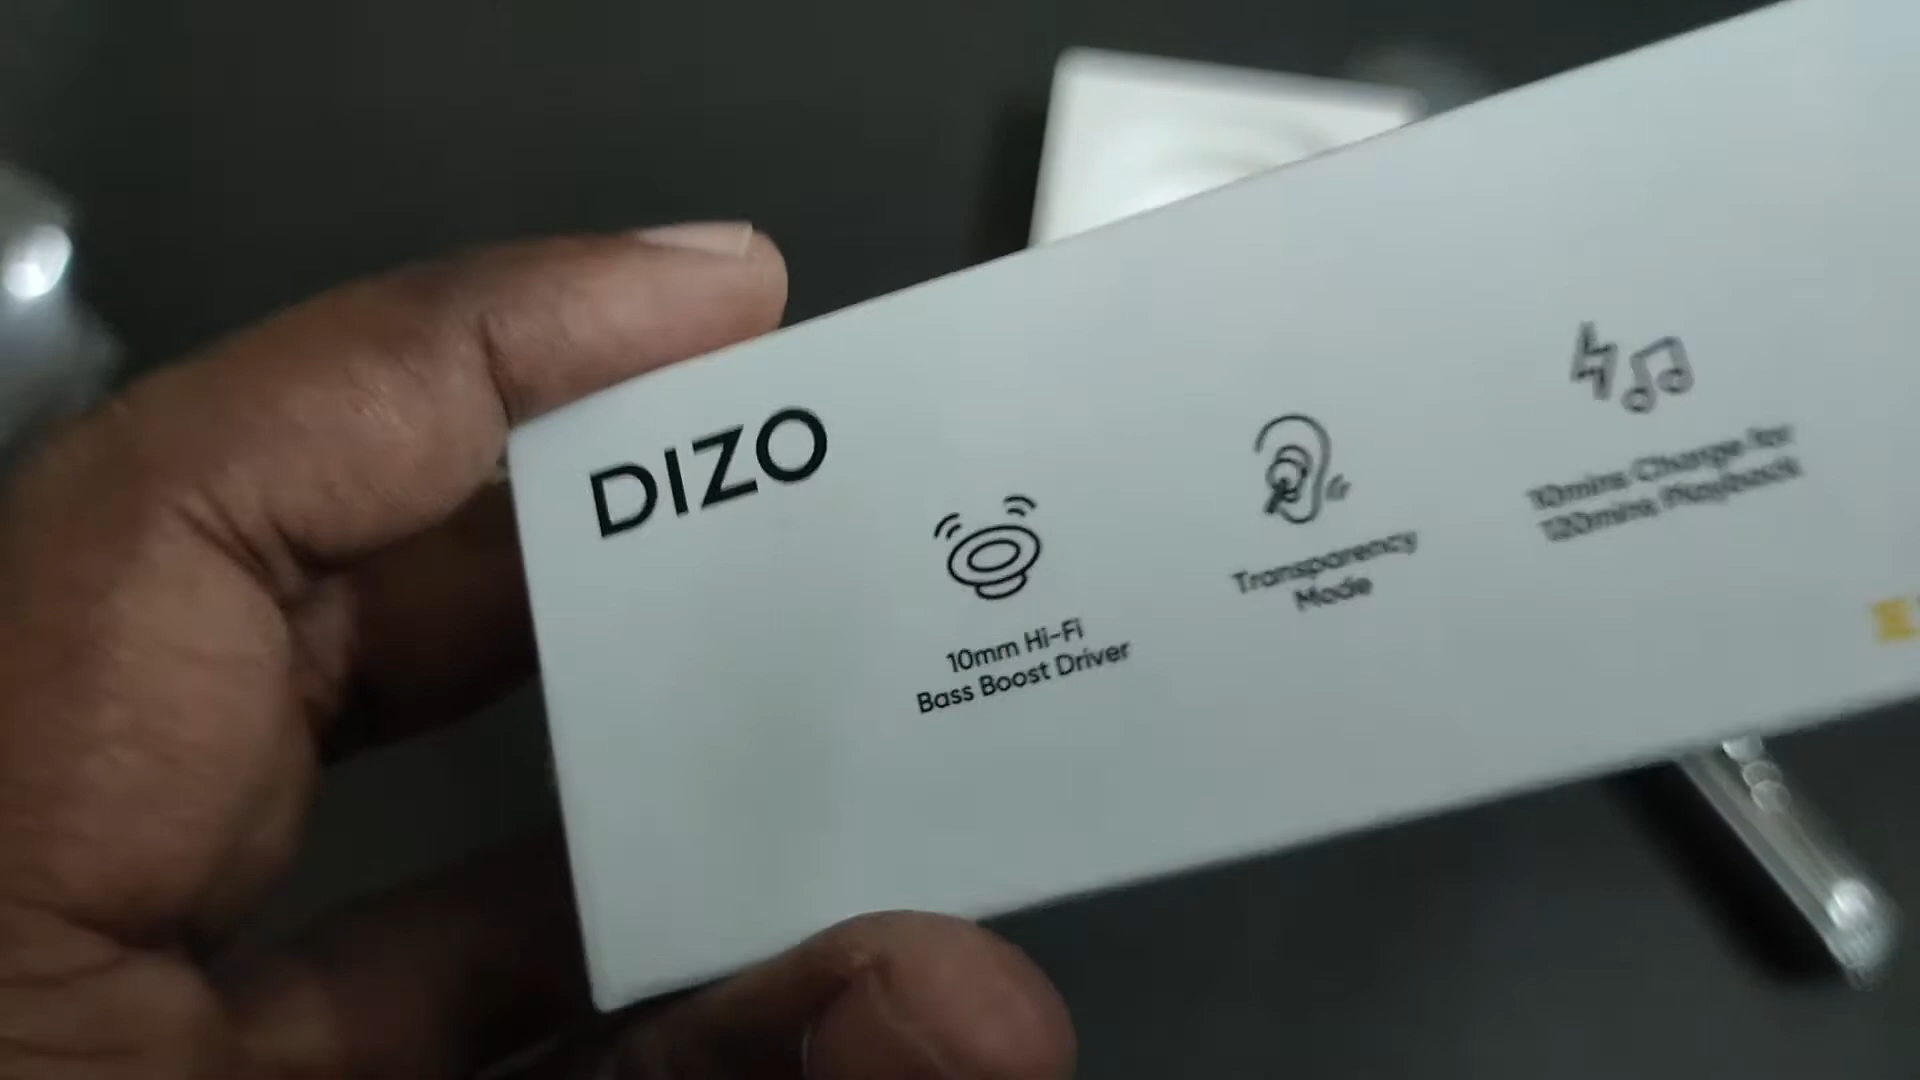 DIZO
10mm Hi-Fi
Bass Boost Driver
Transparency
Mode
10mins Charge for
120mins Playback